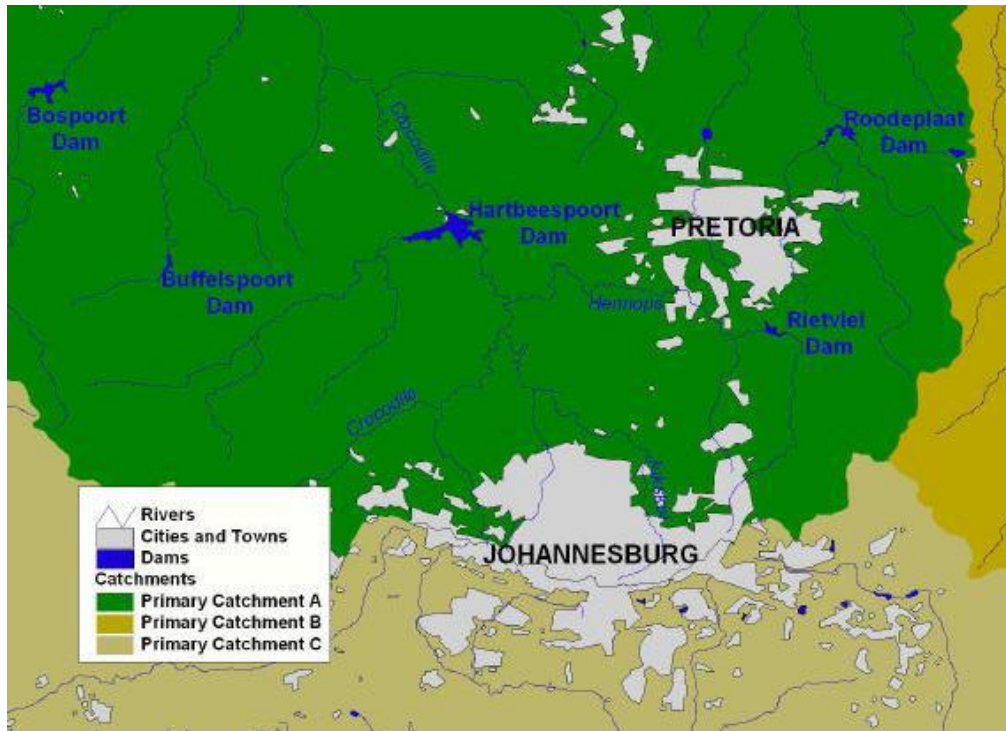 Bospoort
Dam
Crocodile
Roodeplaat
Dam
Hartbeespoort
Dam
PRETORIA
Buffelspoort
Dam
Hennops
Rietvlei
Dam
Crocodile
JOHANNESBURG
Rivers
Cities and Towns
Dams
Catchments
Primary Catchment A
Primary Catchment B
Primary Catchment C